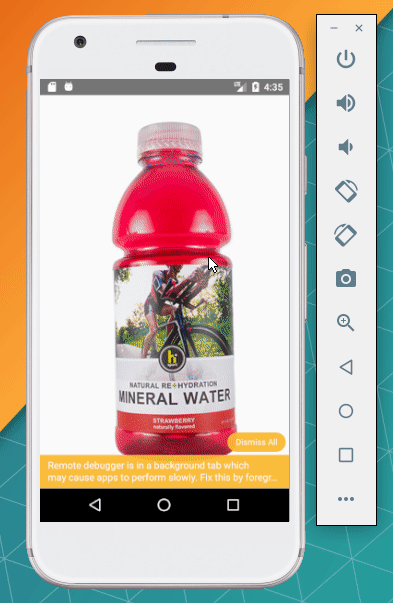 4:35
h
NATURAL RE+HYDRATION
MINERAL WATER
STRAWBERRY
naturally flavored
Dismiss All
Remote debugger is in a background tab which
may cause apps to perform slowly. Fix this by foregr...